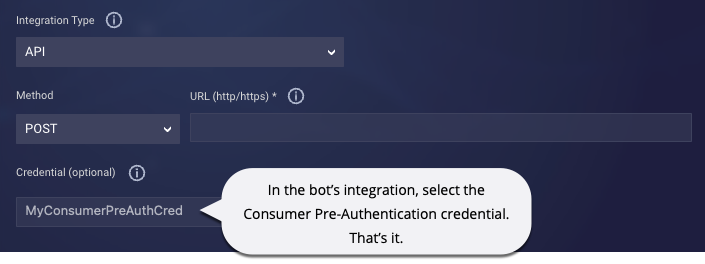 Integration Type
API
Method
URL (http/https) *
POST
Credential (optional)
MyConsumerPreAuthCred
In the bot's integration, select the
Consumer Pre-Authentication credential.
That's it.